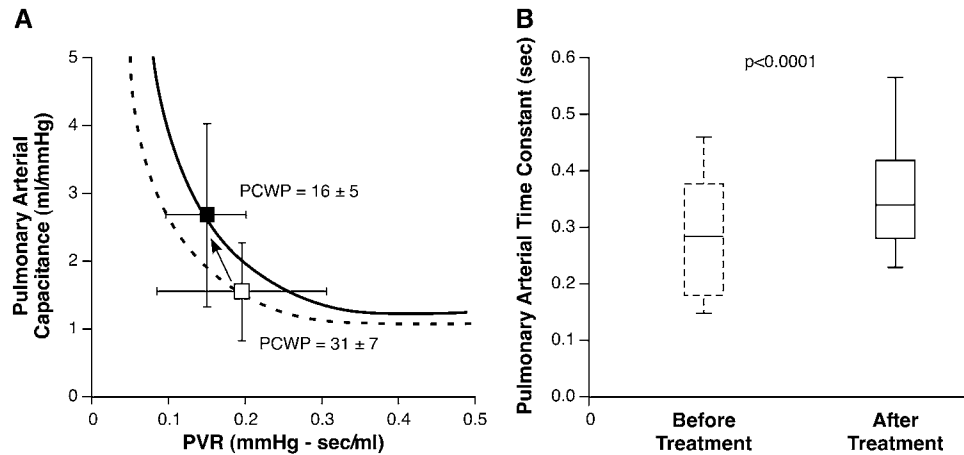 A
5
4
3
2
1
0
0
0.1
0.2
0.3
0.4
0.5
Pulmonary Arterial
Capacitance (ml/mmHg)
PCWP = 16 ± 5
PCWP = 31 ± 7
PVR (mmHg - sec/ml)
B
0.6
0.5
0.4
0.3
0.2
0.1
0.0
0
Pulmonary Arterial Time Constant (sec)
p<0.0001
Before
Treatment
After
Treatment